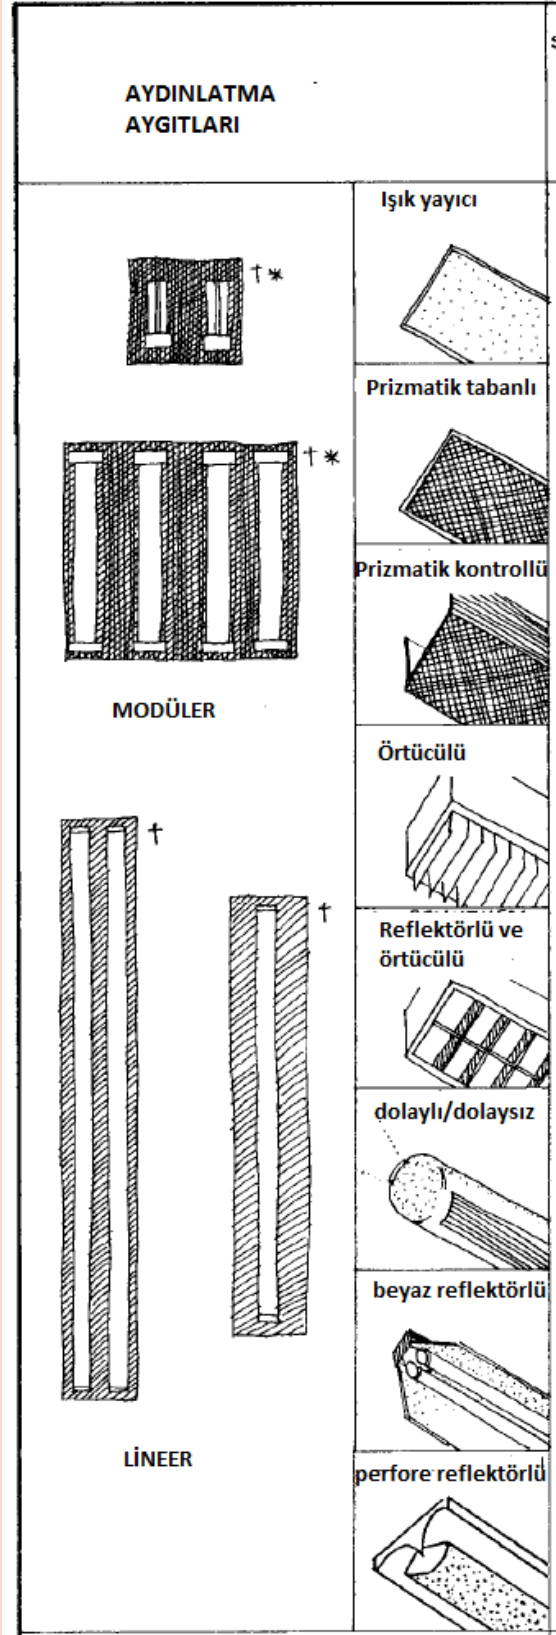 AYDINLATMA
AYGITLARI
Işık yayıcı
† *
Prizmatik tabanlı
† *
Prizmatik kontrollü
MODÜLER
Örtücülü
†
†
Reflektörlü ve
örtücülü
dolaylı/dolaysız
beyaz reflektörlü
LİNEER
perfore reflektörlü